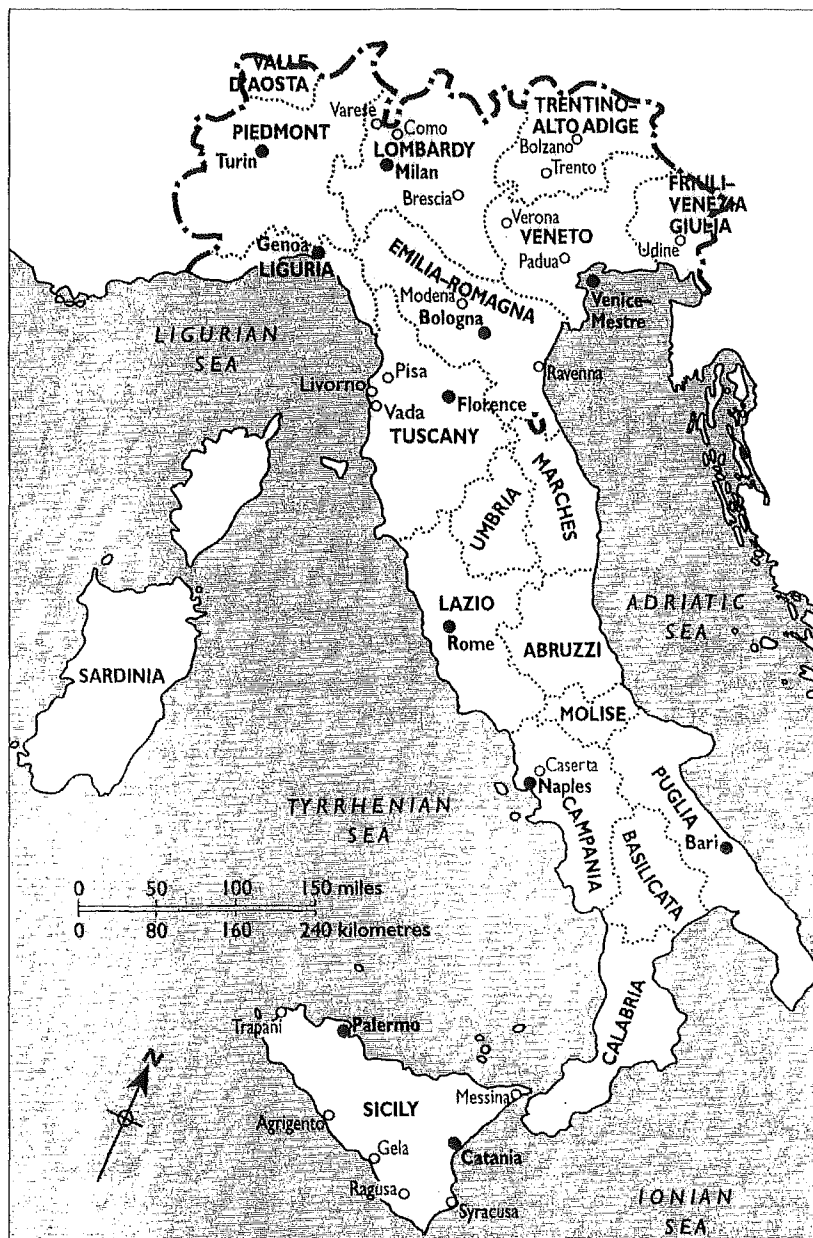 VALLE
D'AOSTA
TRENTINO–
ALTO ADIGE
Varese
Como
PIEDMONT
LOMBARDY
Bolzano
Turin
Milan
Trento
FRIULI–
VENEZIA
GIULIA
Brescia
Verona
VENETO
Udine
Padua
Genoa
LIGURIA
EMILIA–ROMAGNA
Modena
Bologna
Venice–
Mestre
LIGURIAN
SEA
Pisa
Ravenna
Livorno
Florence
Vada
TUSCANY
MARCHES
UMBRIA
LAZIO
Rome
ADRIATIC
SEA
ABRUZZI
SARDINIA
MOLISE
Caserta
Naples
PUGLIA
CAMPANIA
TYRRHENIAN
SEA
Bari
BASILICATA
0 50 100 150 miles
0 80 160 240 kilometres
CALABRIA
Trapani
Palermo
N
SICILY
Messina
Agrigento
Gela
Catania
Ragusa
Syracusa
IONIAN
SEA